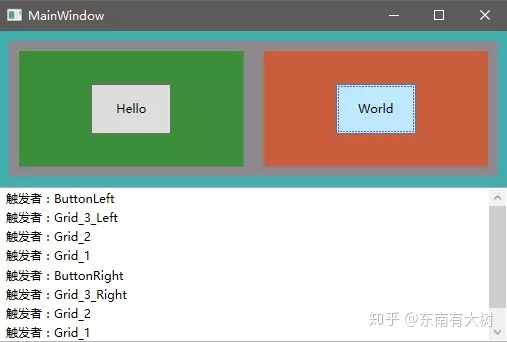 MainWindow
Hello
World
触发者：ButtonLeft
触发者：Grid_3_Left
触发者：Grid_2
触发者：Grid_1
触发者：ButtonRight
触发者：Grid_3_Right
触发者：Grid_2
触发者：Grid_1
知乎 @东南有大树